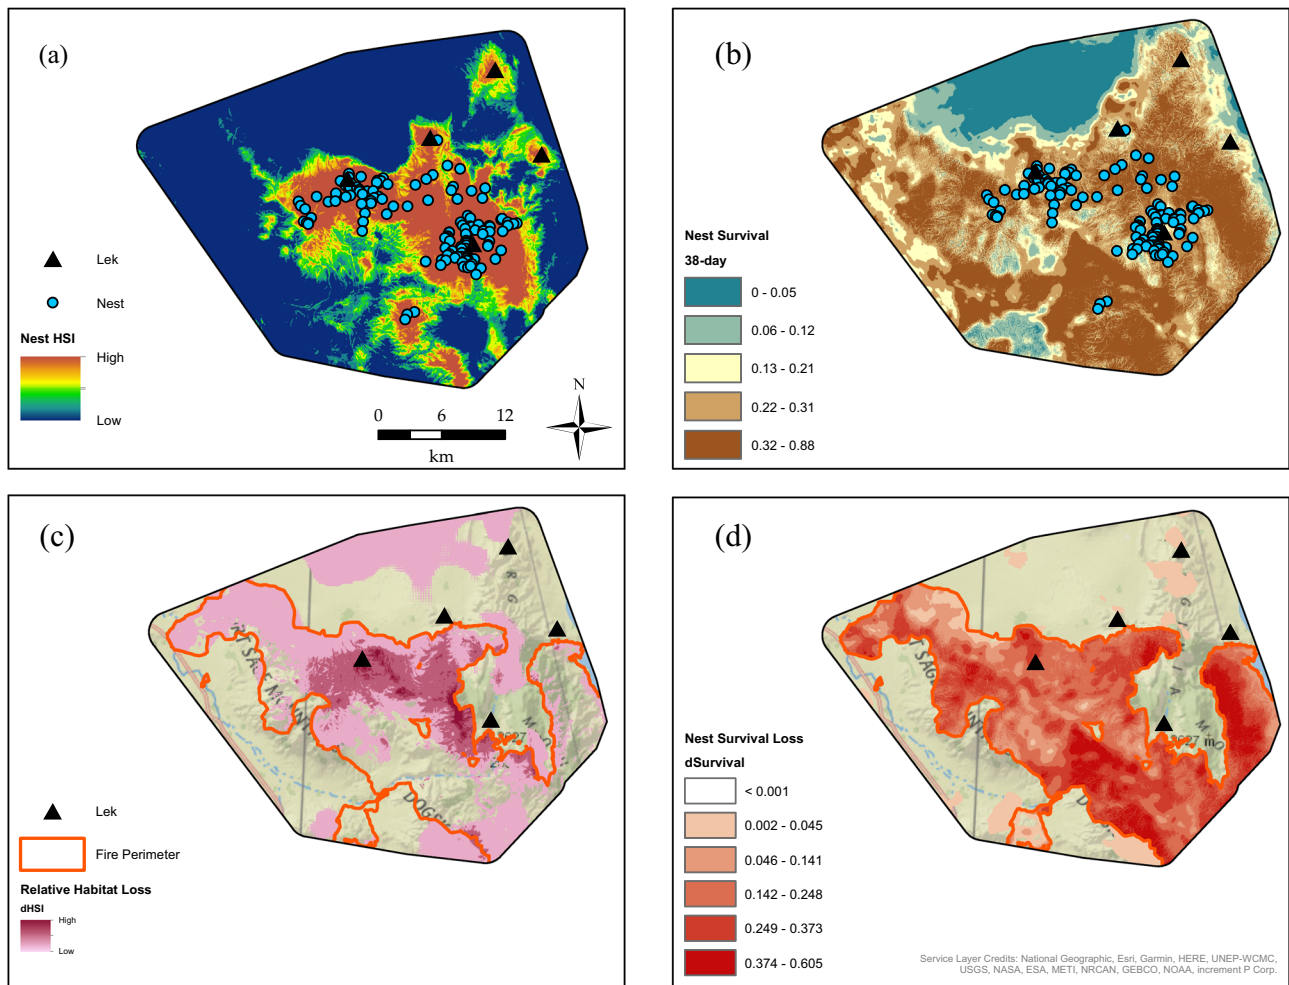 (a)
Lek
Nest
Nest HSI
High
Low
0 6 12
km
N
(b)
Nest Survival
38-day
0 - 0.05
0.06 - 0.12
0.13 - 0.21
0.22 - 0.31
0.32 - 0.88
(c)
Lek
Fire Perimeter
Relative Habitat Loss
dHSI
High
Low
(d)
Nest Survival Loss
dSurvival
< 0.001
0.002 - 0.045
0.046 - 0.141
0.142 - 0.248
0.249 - 0.373
0.374 - 0.605
Service Layer Credits: National Geographic, Esri, Garmin, HERE, UNEP-WCMC,
USGS, NASA, ESA, METI, NRCAN, GEBCO, NOAA, increment P Corp.